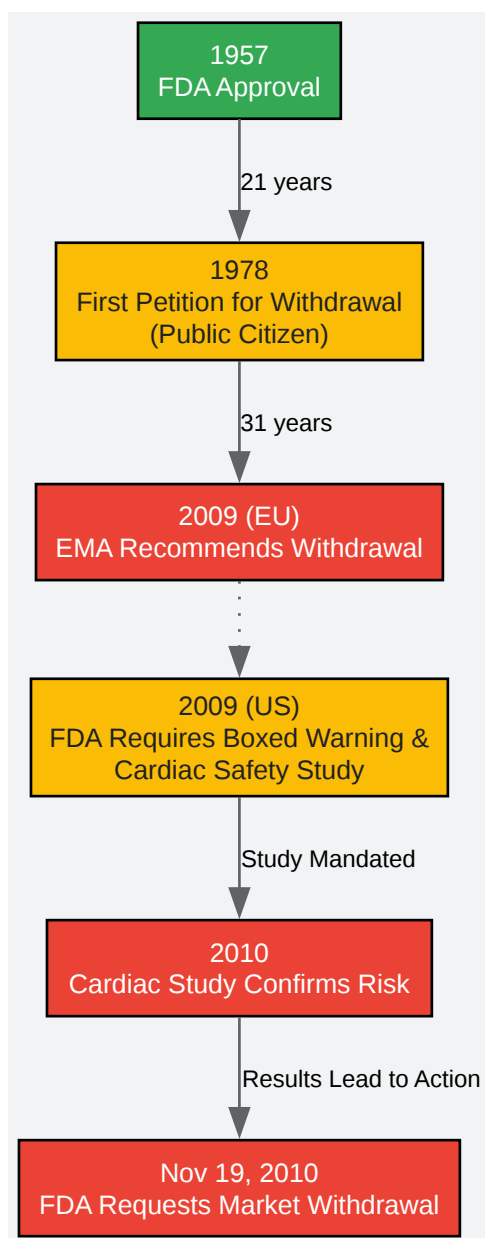 1957
FDA Approval
21 years
1978
First Petition for Withdrawal
(Public Citizen)
31 years
2009 (EU)
EMA Recommends Withdrawal
2009 (US)
FDA Requires Boxed Warning &
Cardiac Safety Study
Study Mandated
2010
Cardiac Study Confirms Risk
Results Lead to Action
Nov 19, 2010
FDA Requests Market Withdrawal